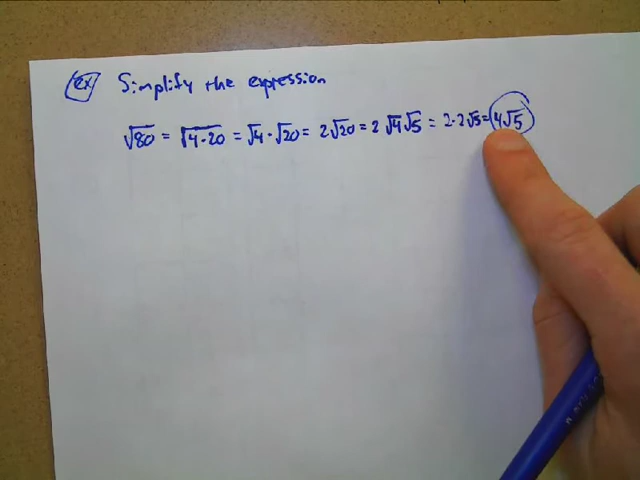 ex Simplify the expression
√80 = √4·20 = √4 · √20 = 2√20 = 2 √4 √5 = 2·2√5 = 4√5